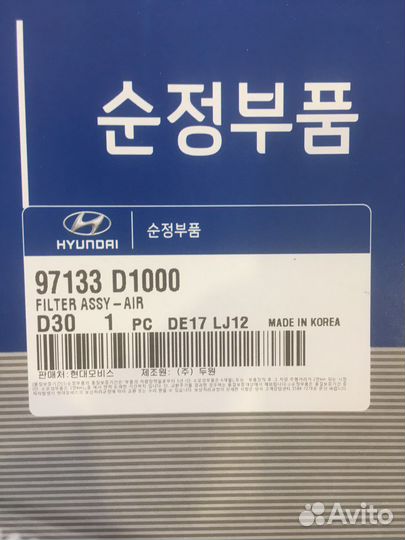 순정부품
HYUNDAI
순정부품
97133 D1000
FILTER ASSY-AIR
D30 1 PC DE17 LJ12 MADE IN KOREA
판매처:현대모비스 제조원: (주) 두원
Avito